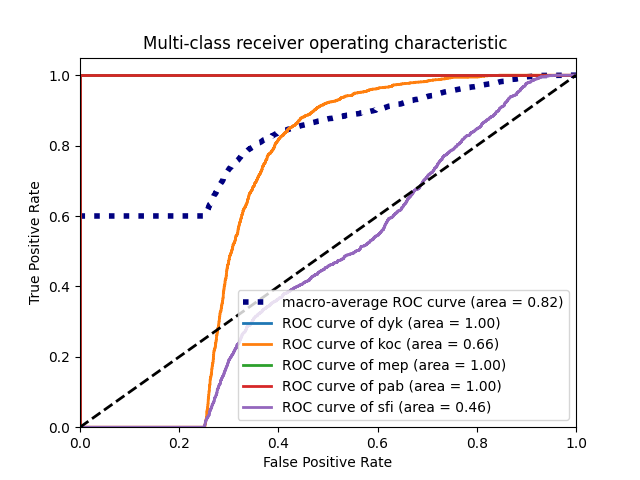 Multi-class receiver operating characteristic
True Positive Rate
1.0
0.8
0.6
0.4
0.2
0.0
macro-average ROC curve (area = 0.82)
ROC curve of dyk (area = 1.00)
ROC curve of koc (area = 0.66)
ROC curve of mep (area = 1.00)
ROC curve of pab (area = 1.00)
ROC curve of sfi (area = 0.46)
0.0 0.2 0.4 0.6 0.8 1.0
False Positive Rate